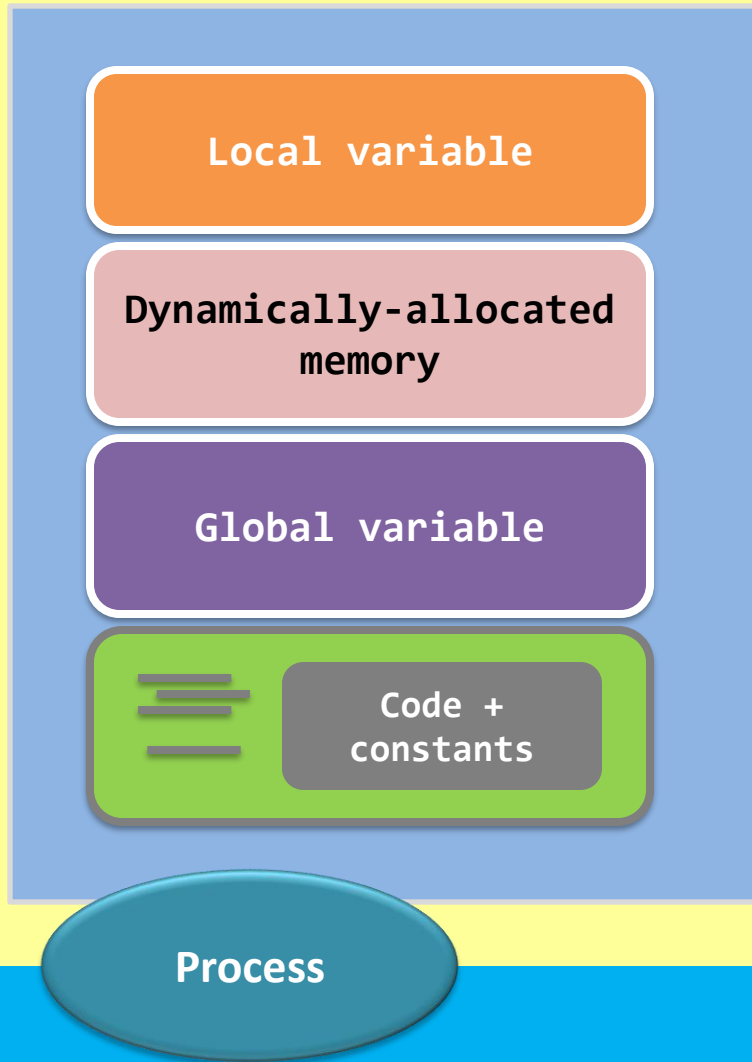 Local variable
Dynamically-allocated
memory
Global variable
Code +
constants
Process